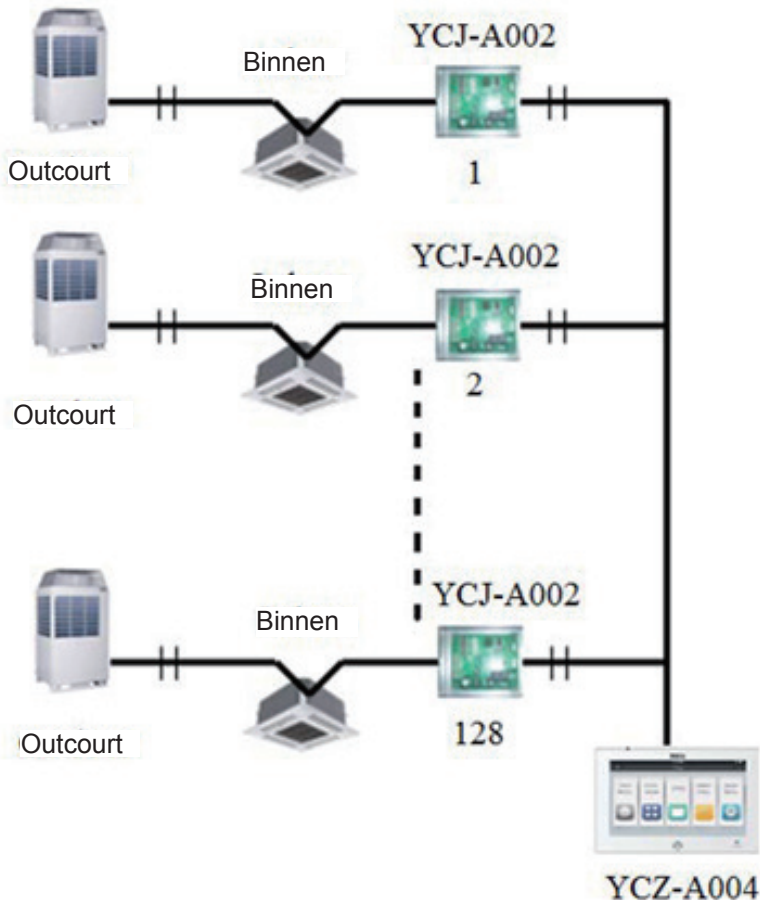 YCJ-A002
Binnen
Outcourt
1
YCJ-A002
Binnen
2
Outcourt
YCJ-A002
Binnen
128
Outcourt
YCZ-A004